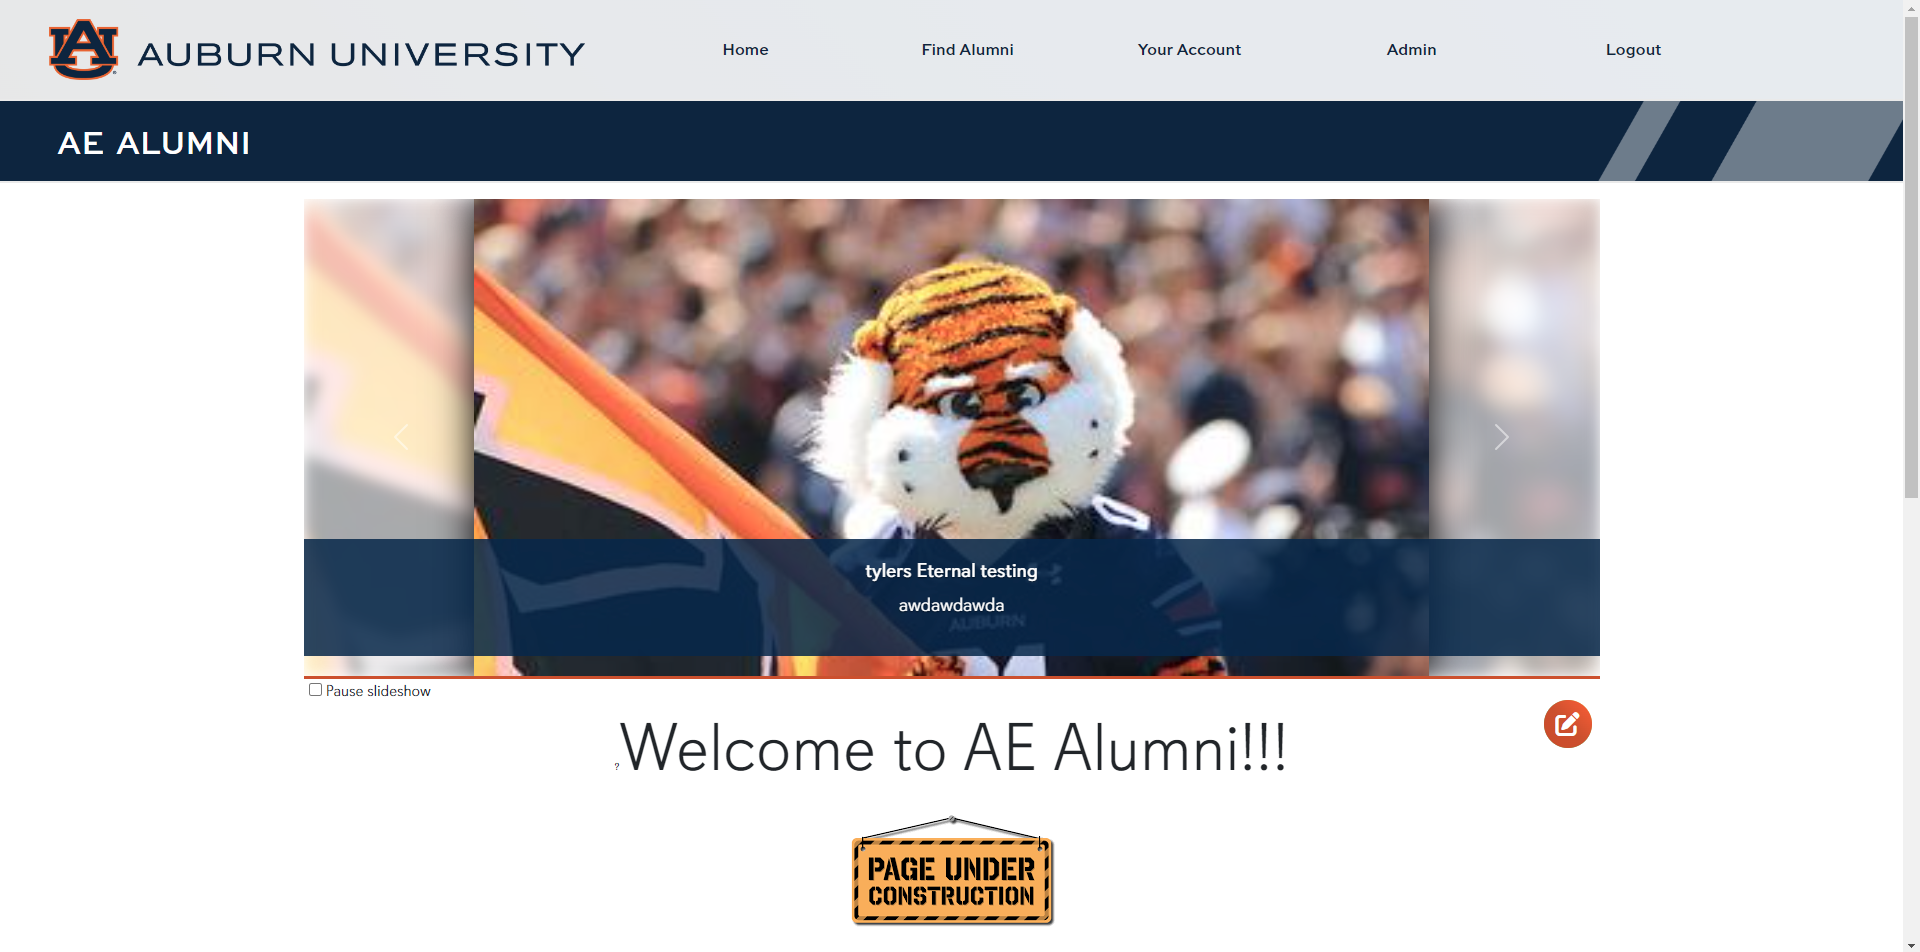 AUBURN UNIVERSITY
Home
Find Alumni
Your Account
Admin
Logout
AE ALUMNI
tylers Eternal testing
awdawdawda
AUBURN
Pause slideshow
?Welcome to AE Alumni!!!
PAGE UNDER
CONSTRUCTION